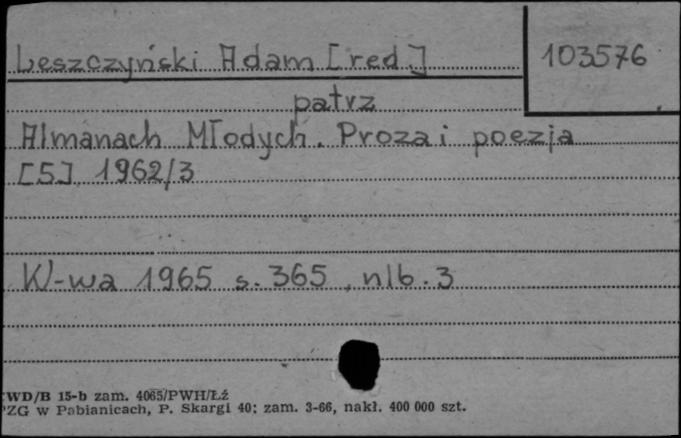 Leszczyński Adam [red.]
103576
patrz
Almanach Młodych. Proza i poezja
[5] 1962/3
W-wa 1965 s. 365, nlb. 3
WD/B 15-b zam. 4065/PWH/Łź
PZG w Pabianicach, P. Skargi 40; zam. 3-66, nakł. 400 000 szt.